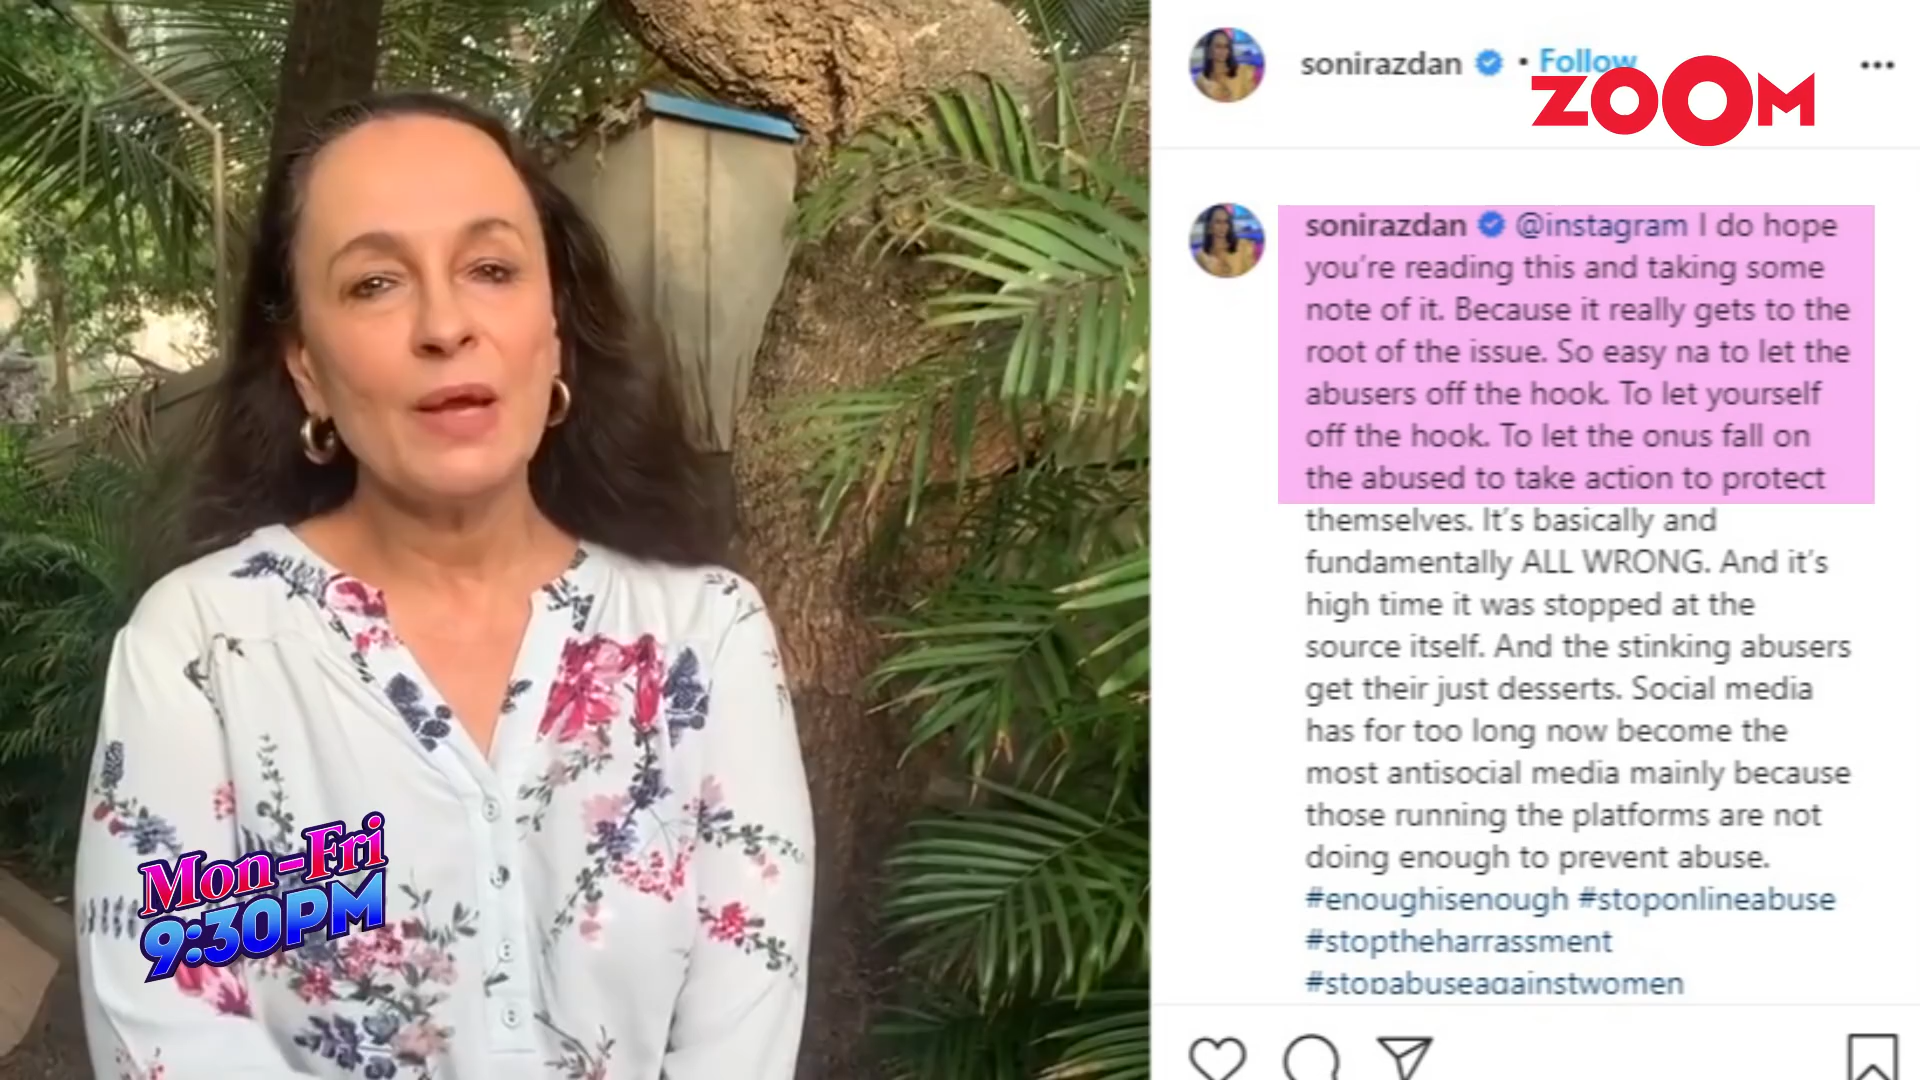 sonirazdan • Follow
ZOOM
sonirazdan @instagram I do hope
you're reading this and taking some
note of it. Because it really gets to the
root of the issue. So easy na to let the
abusers off the hook. To let yourself
off the hook. To let the onus fall on
the abused to take action to protect
themselves. It's basically and
fundamentally ALL WRONG. And it's
high time it was stopped at the
source itself. And the stinking abusers
get their just desserts. Social media
has for too long now become the
most antisocial media mainly because
those running the platforms are not
doing enough to prevent abuse.
#enoughisenough #stoponlineabuse
#stoptheharrassment
#stopabuseagainstwomen
Mon-Fri
9:30PM